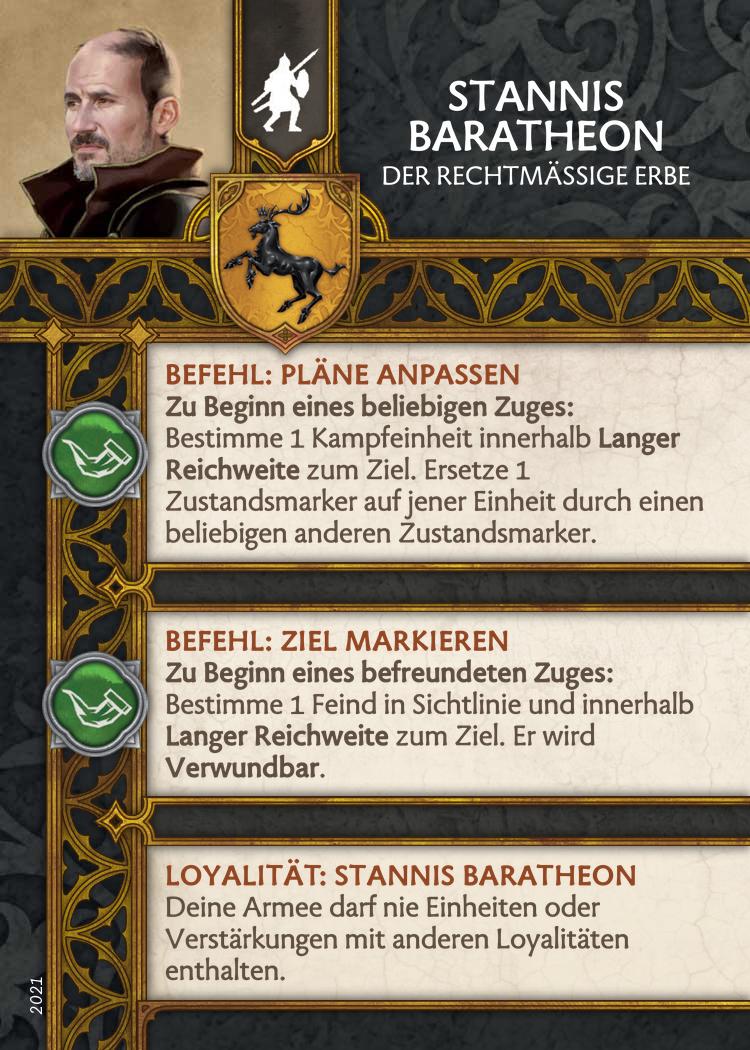 STANNIS
BARATHEON
DER RECHTMÄSSIGE ERBE
BEFEHL: PLÄNE ANPASSEN
Zu Beginn eines beliebigen Zuges:
Bestimme 1 Kampfeinheit innerhalb Langer
Reichweite zum Ziel. Ersetze 1
Zustandsmarker auf jener Einheit durch einen
beliebigen anderen Zustandsmarker.
BEFEHL: ZIEL MARKIEREN
Zu Beginn eines befreundeten Zuges:
Bestimme 1 Feind in Sichtlinie und innerhalb
Langer Reichweite zum Ziel. Er wird
Verwundbar.
LOYALITÄT: STANNIS BARATHEON
Deine Armee darf nie Einheiten oder
Verstärkungen mit anderen Loyalitäten
enthalten.
2021